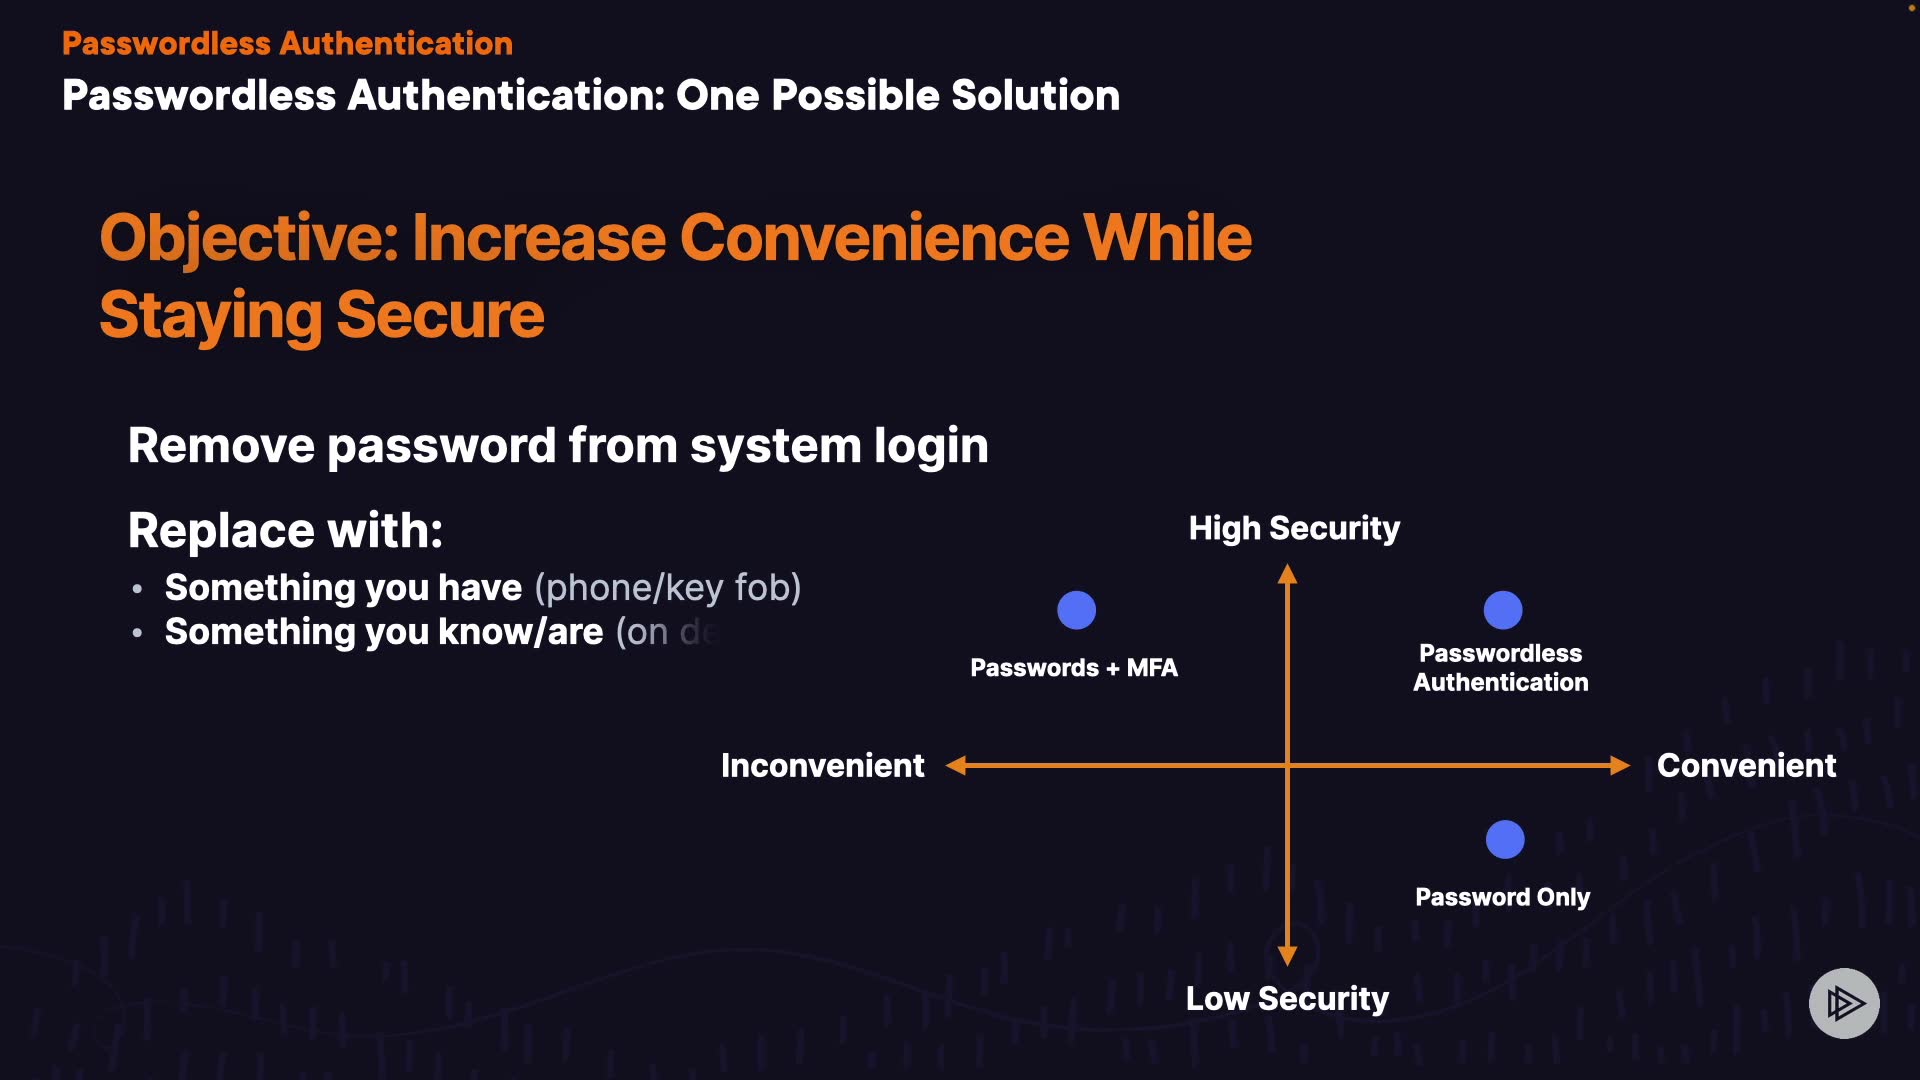 Passwordless Authentication
Passwordless Authentication: One Possible Solution
Objective: Increase Convenience While
Staying Secure
Remove password from system login
Replace with:
• Something you have (phone/key fob)
• Something you know/are (on de
High Security
Passwords + MFA
Passwordless
Authentication
Inconvenient
Convenient
Password Only
Low Security